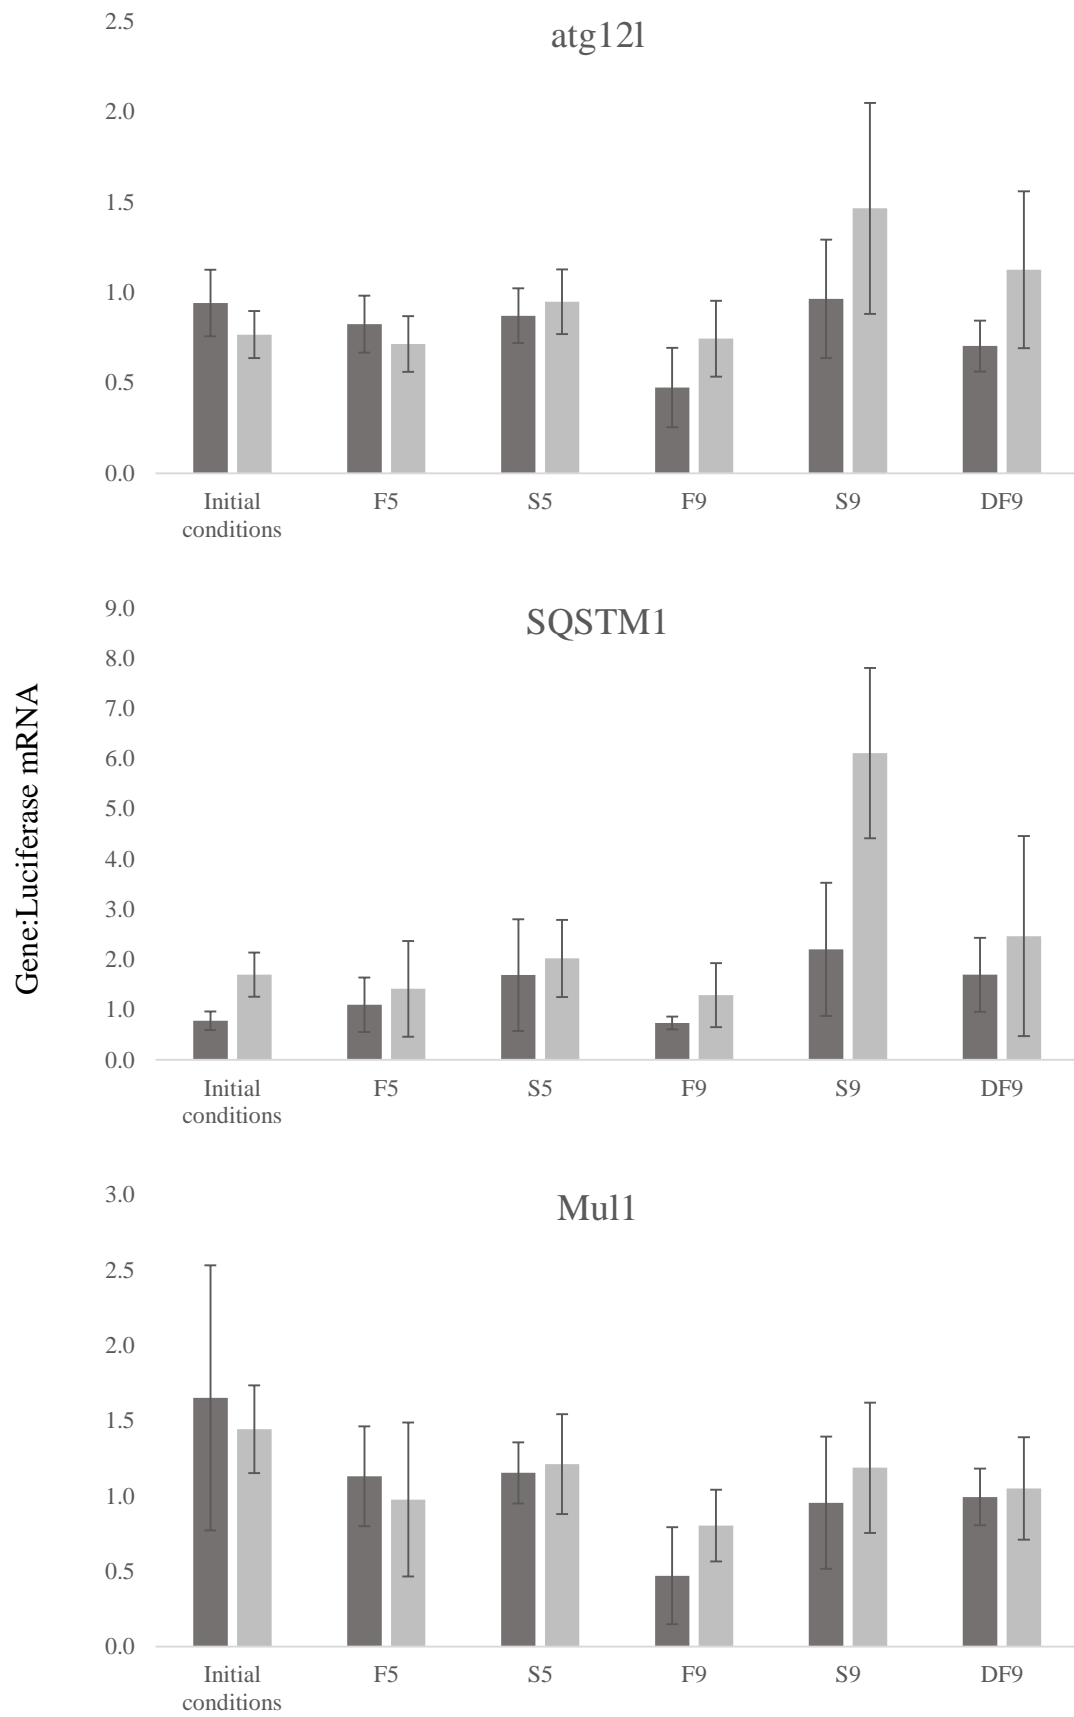 atg12l
2.5
2.0
1.5
1.0
0.5
0.0
Initial
conditions
F5
S5
F9
S9
DF9
Gene:Luciferase mRNA
SQSTM1
9.0
8.0
7.0
6.0
5.0
4.0
3.0
2.0
1.0
0.0
Initial
conditions
F5
S5
F9
S9
DF9
Mul1
3.0
2.5
2.0
1.5
1.0
0.5
0.0
Initial
conditions
F5
S5
F9
S9
DF9